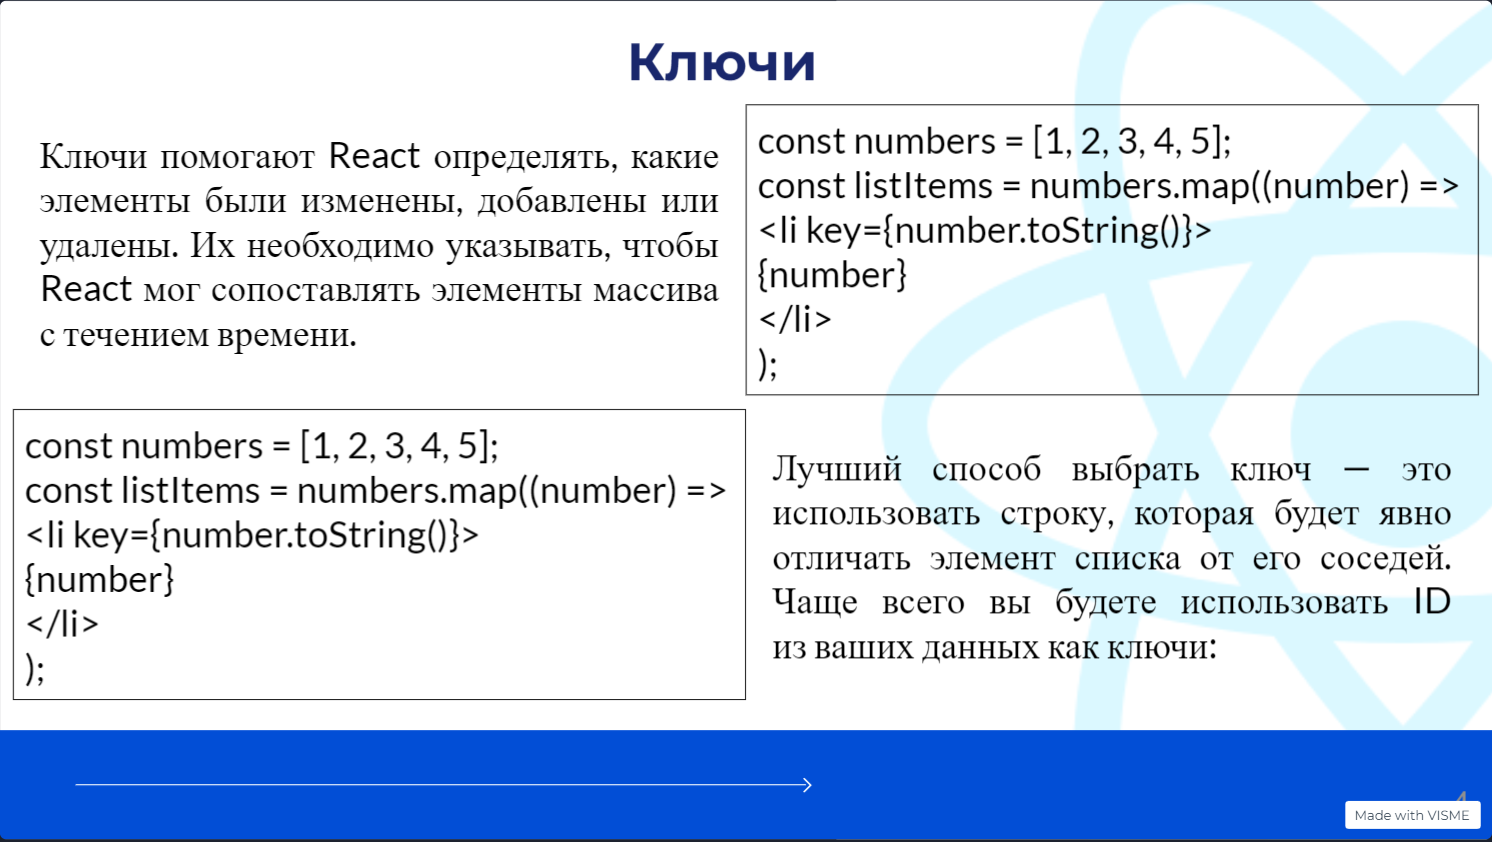 Ключи
Ключи помогают React определять, какие
элементы были изменены, добавлены или
удалены. Их необходимо указывать, чтобы
React мог сопоставлять элементы массива
с течением времени.
const numbers = [1, 2, 3, 4, 5];
const listItems = numbers.map((number) =>
<li key={number.toString()}>
{number}
</li>
);
const numbers = [1, 2, 3, 4, 5];
const listItems = numbers.map((number) =>
<li key={number.toString()}>
{number}
</li>
);
Лучший способ выбрать ключ — это
использовать строку, которая будет явно
отличать элемент списка от его соседей.
Чаще всего вы будете использовать ID
из ваших данных как ключи:
4
Made with VISME